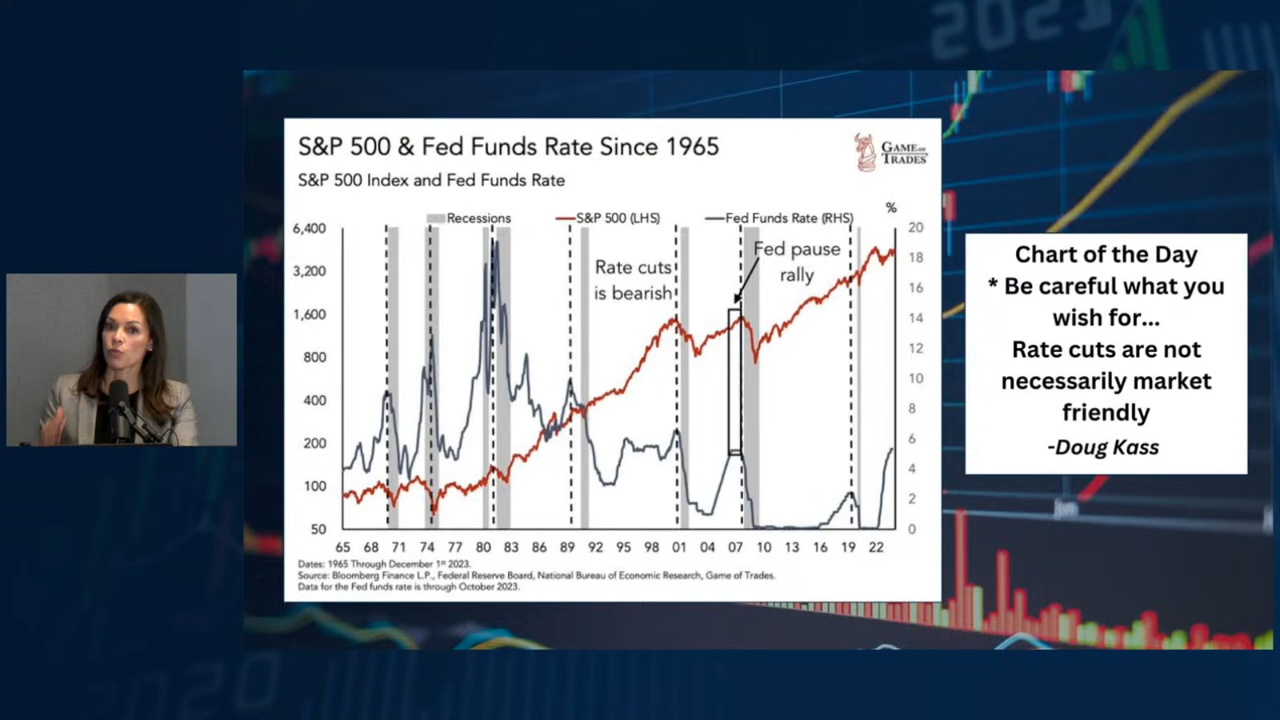 S&P 500 & Fed Funds Rate Since 1965
GAME OF
TRADES
S&P 500 Index and Fed Funds Rate
%
Recessions
S&P 500 (LHS)
Fed Funds Rate (RHS)
6,400
3,200
1,600
800
400
200
100
50
Rate cuts
is bearish
Fed pause
rally
20
18
16
14
12
10
8
6
4
2
0
65 68 71 74 77 80 83 86 89 92 95 98 01 04 07 10 13 16 19 22
Dates: 1965 Through December 1st 2023.
Source: Bloomberg Finance L.P., Federal Reserve Board, National Bureau of Economic Research, Game of Trades.
Data for the Fed funds rate is through October 2023.
Chart of the Day
* Be careful what you
wish for...
Rate cuts are not
necessarily market
friendly
-Doug Kass